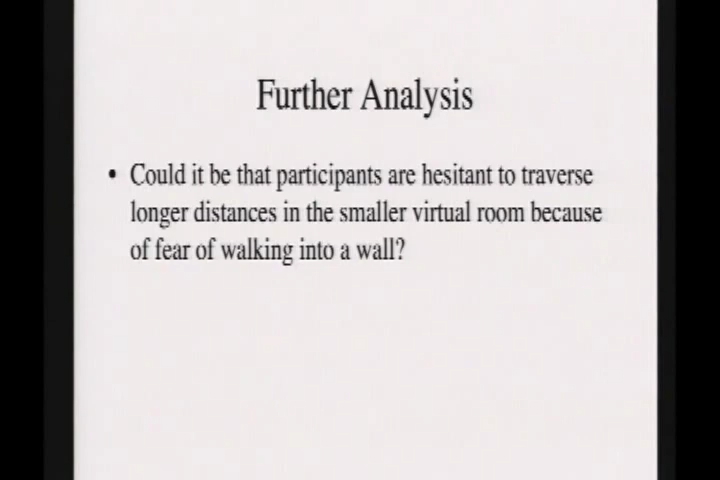 Further Analysis
• Could it be that participants are hesitant to traverse
longer distances in the smaller virtual room because
of fear of walking into a wall?